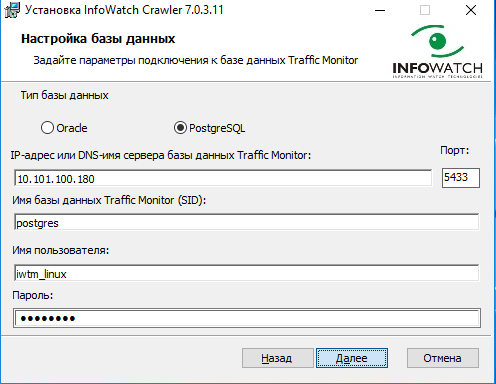 Установка InfoWatch Crawler 7.0.3.11
Настройка базы данных
Задайте параметры подключения к базе данных Traffic Monitor
INFOWATCH
INFORMATION WATCH TECHNOLOGIES
Тип базы данных
Oracle
PostgreSQL
IP-адрес или DNS-имя сервера базы данных Traffic Monitor:
Порт:
10.101.100.180
5433
Имя базы данных Traffic Monitor (SID):
postgres
Имя пользователя:
iwtm_linux
Пароль:
●●●●●●●●
Назад
Далее
Отмена